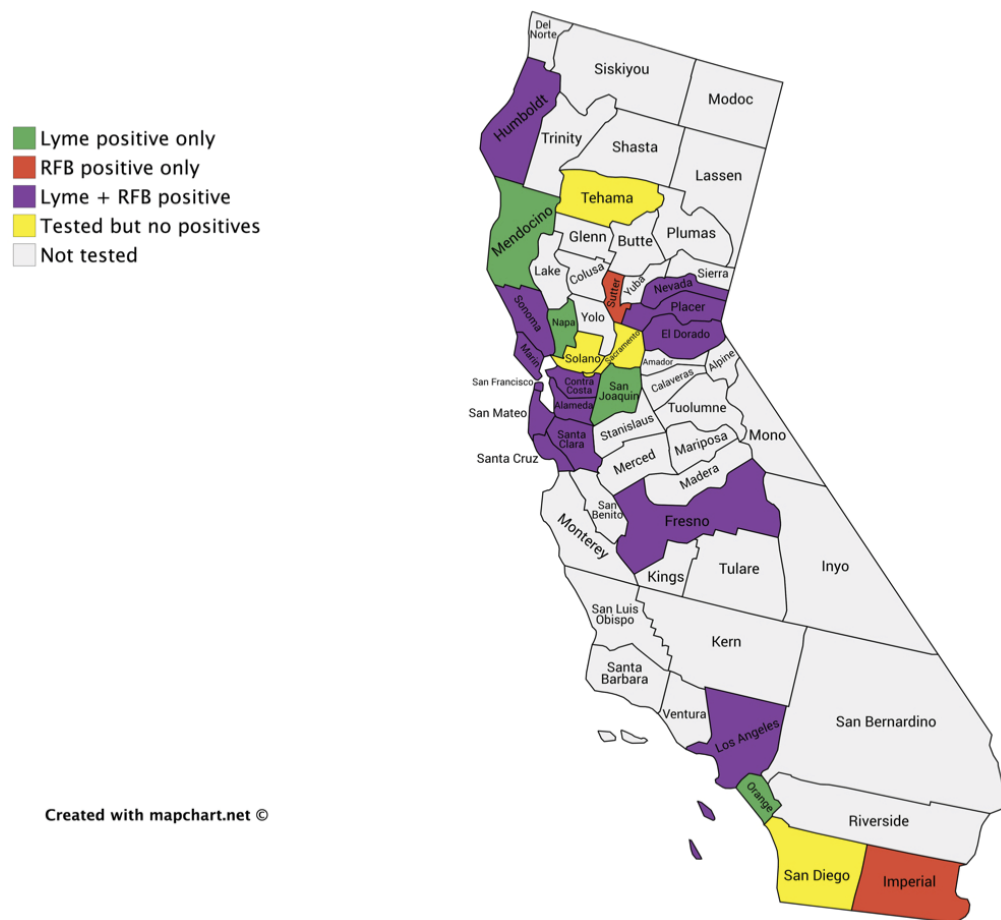 Lyme positive only
RFB positive only
Lyme + RFB positive
Tested but no positives
Not tested
Del
Norte
Siskiyou
Modoc
Humboldt
Trinity
Shasta
Lassen
Tehama
Mendocino
Glenn
Butte
Plumas
Lake
Colusa
Sutter
Yuba
Sierra
Nevada
Placer
Sonoma
Napa
Yolo
El Dorado
Sacramento
Marin
Solano
Amador
Alpine
San Francisco
Contra
Costa
San
Joaquin
Calaveras
Alameda
Tuolumne
San Mateo
Stanislaus
Mono
Santa
Clara
Mariposa
Santa Cruz
Merced
Madera
San
Benito
Fresno
Monterey
Kings
Tulare
Inyo
San Luis
Obispo
Kern
Santa
Barbara
Ventura
Los Angeles
San Bernardino
Orange
Riverside
San Diego
Imperial
Created with mapchart.net ©